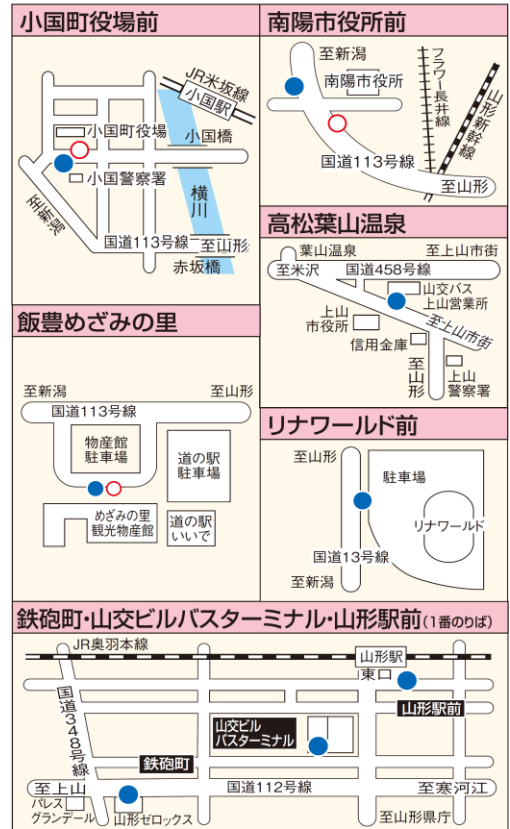 小国町役場前
JR米坂線
小国駅
小国町役場
小国橋
小国警察署
横川
至新潟
国道113号線
至山形
赤坂橋
南陽市役所前
至新潟
南陽市役所
フラワー長井線
山形新幹線
国道113号線
至山形
高松葉山温泉
葉山温泉
至上山市街
至米沢
国道458号線
山交バス
上山営業所
上山
市役所
至上山市街
信用金庫
至山形
上山
警察署
飯豊めざみの里
至新潟
至山形
国道113号線
物産館
駐車場
道の駅
駐車場
めざみの里
観光物産館
道の駅
いいで
リナワールド前
至山形
駐車場
リナワールド
国道13号線
至新潟
鉄砲町・山交ビルバスターミナル・山形駅前(1番のりば)
JR奥羽本線
山形駅
東口
国道348号線
山形駅前
山交ビル
バスターミナル
鉄砲町
至上山
国道112号線
至寒河江
パレス
グランデール
山形ゼロックス
至山形県庁